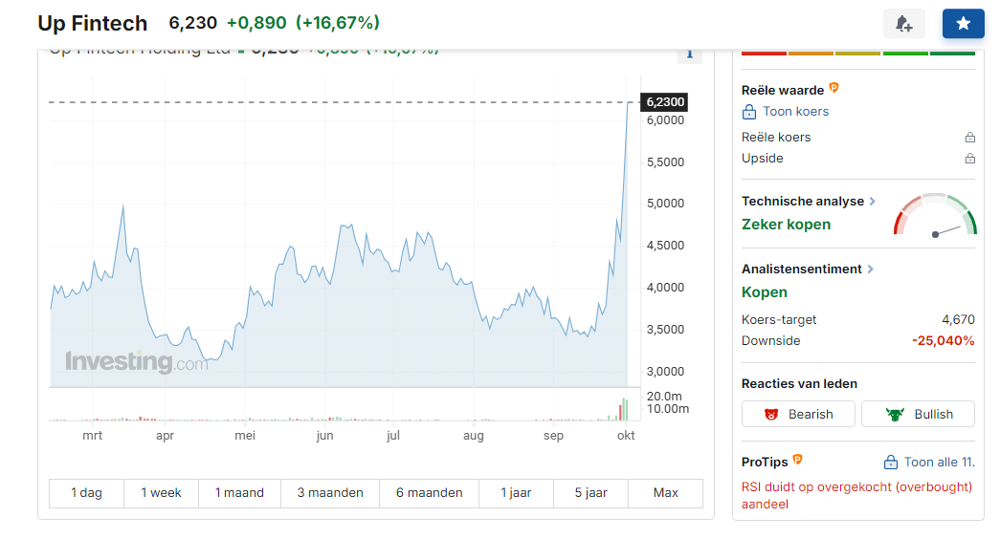 Up Fintech 6,230 +0,890 (+16,67%)
Up Fintech Holding Ltd
6,2300
6,0000
5,5000
5,0000
4,5000
4,0000
3,5000
3,0000
20.0m
10.00m
Investing.com
mrt apr mei jun jul aug sep okt
1 dag 1 week 1 maand 3 maanden 6 maanden 1 jaar 5 jaar Max
Reële waarde
Toon koers
Reële koers
Upside
Technische analyse
Zeker kopen
Analistensentiment
Kopen
Koers-target 4,670
Downside -25,040%
Reacties van leden
Bearish Bullish
ProTips Toon alle 11.
RSI duidt op overgekocht (overbought)
aandeel